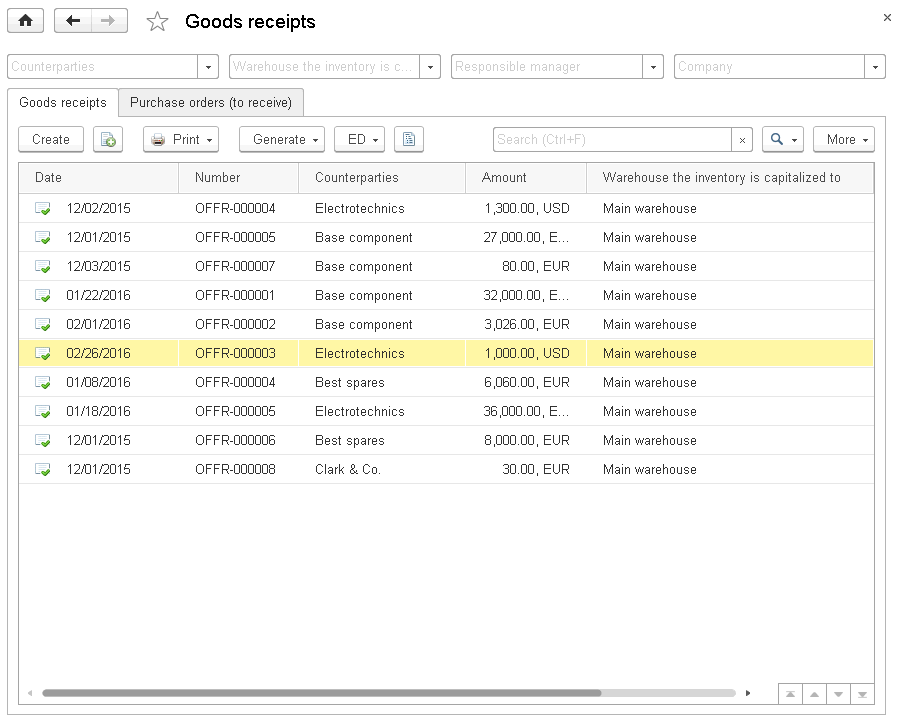 Goods receipts
Counterparties Warehouse the inventory is c... Responsible manager Company
Goods receipts Purchase orders (to receive)
Create Print Generate ED Search (Ctrl+F) × More
Date Number Counterparties Amount Warehouse the inventory is capitalized to
12/02/2015 OFFR-000004 Electrotechnics 1,300.00, USD Main warehouse
12/01/2015 OFFR-000005 Base component 27,000.00, E... Main warehouse
12/03/2015 OFFR-000007 Base component 80.00, EUR Main warehouse
01/22/2016 OFFR-000001 Base component 32,000.00, E... Main warehouse
02/01/2016 OFFR-000002 Base component 3,026.00, EUR Main warehouse
02/26/2016 OFFR-000003 Electrotechnics 1,000.00, USD Main warehouse
01/08/2016 OFFR-000004 Best spares 6,060.00, EUR Main warehouse
01/18/2016 OFFR-000005 Electrotechnics 36,000.00, E... Main warehouse
12/01/2015 OFFR-000006 Best spares 8,000.00, EUR Main warehouse
12/01/2015 OFFR-000008 Clark & Co. 30.00, EUR Main warehouse